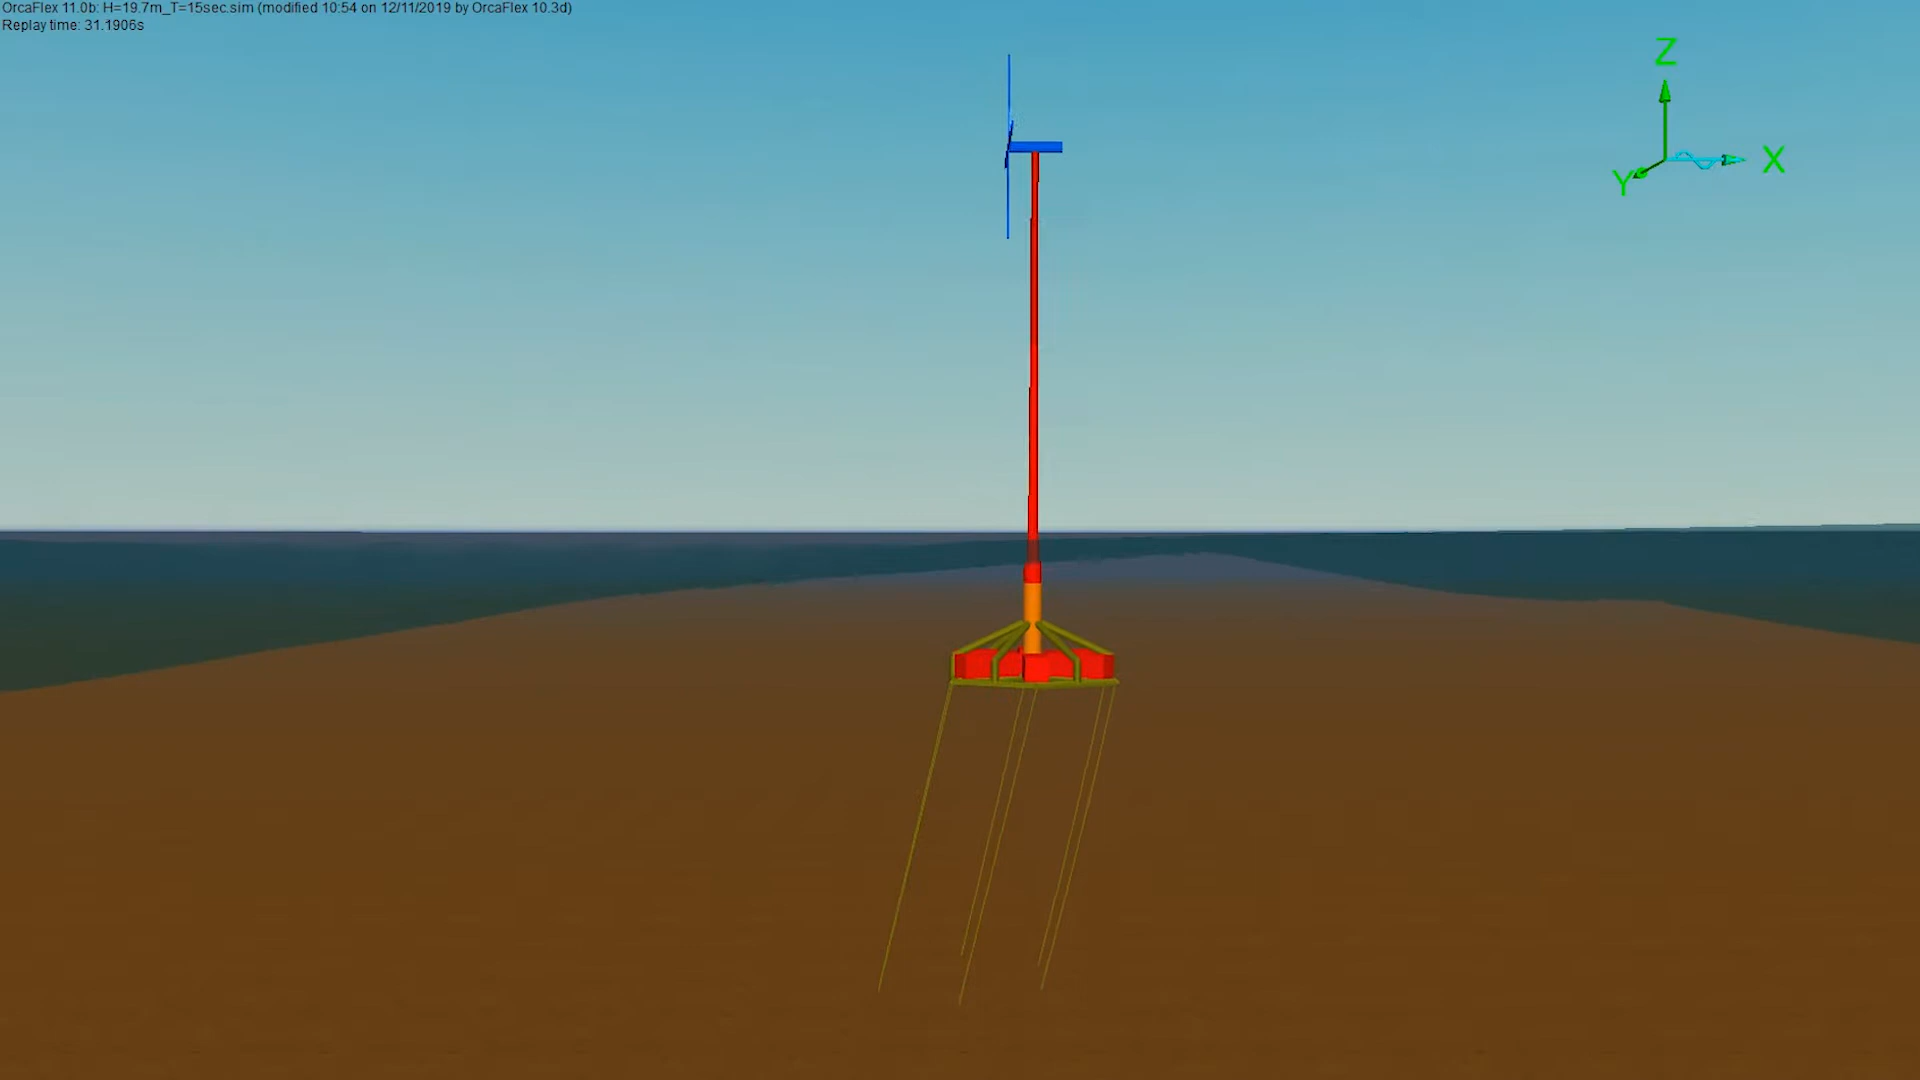 OrcaFlex 11.0b: H=19.7m_T=15sec.sim (modified 10:54 on 12/11/2019 by OrcaFlex 10.3d)
Replay time: 31.1906s
Z
X
Y